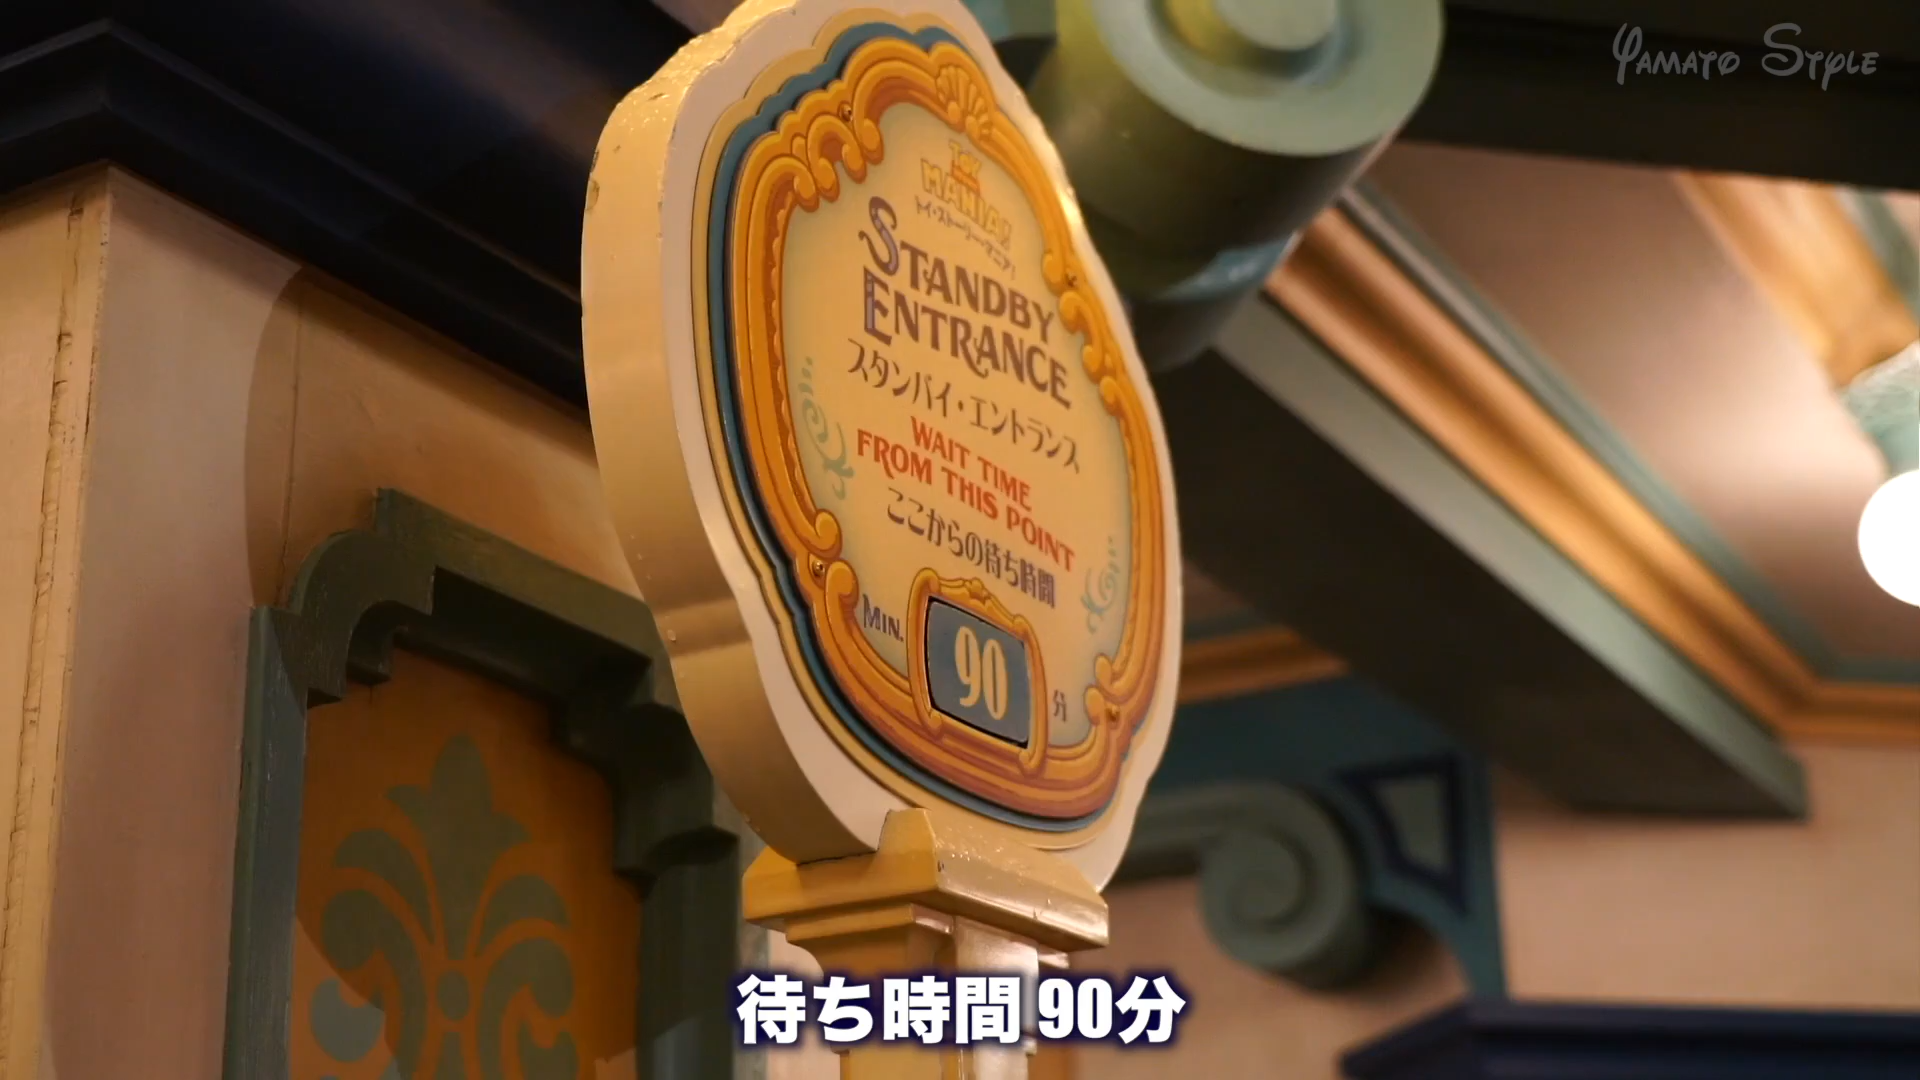 Yamato Style
TOY
MANIA!
トイ・ストーリー・マニア!
STANDBY
ENTRANCE
スタンバイ・エントランス
WAIT TIME
FROM THIS POINT
ここからの待ち時間
MIN. 90 分
待ち時間 90分